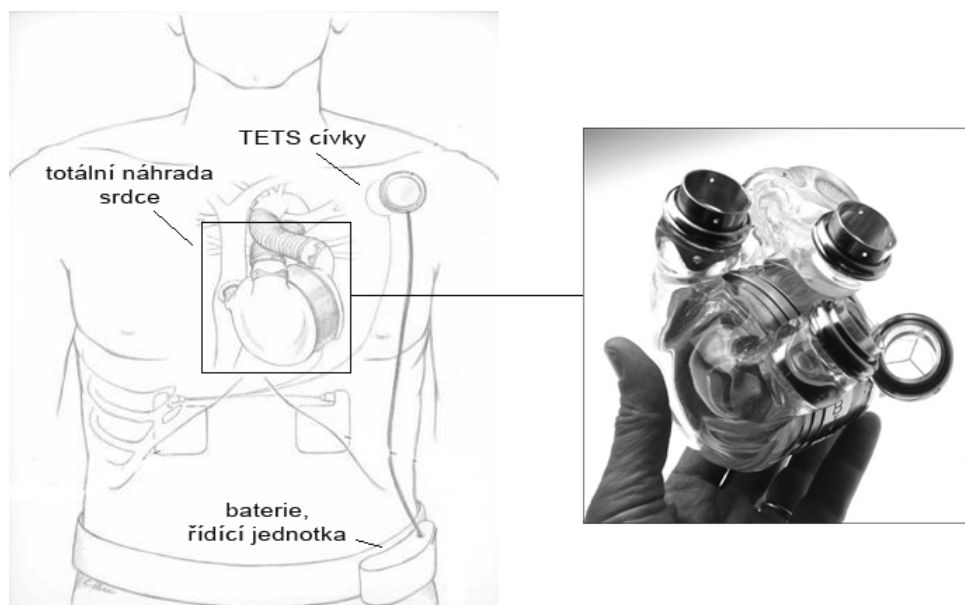 TETS cívky
totální náhrada
srdce
baterie,
řídící jednotka
B